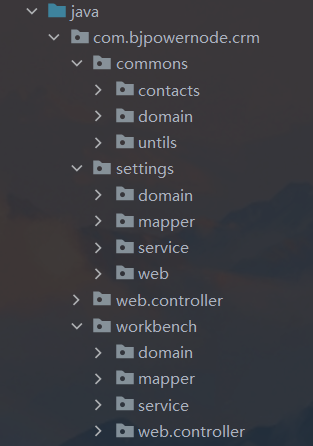 java
com.bjpowernode.crm
commons
contacts
domain
untils
settings
domain
mapper
service
web
web.controller
workbench
domain
mapper
service
web.controller